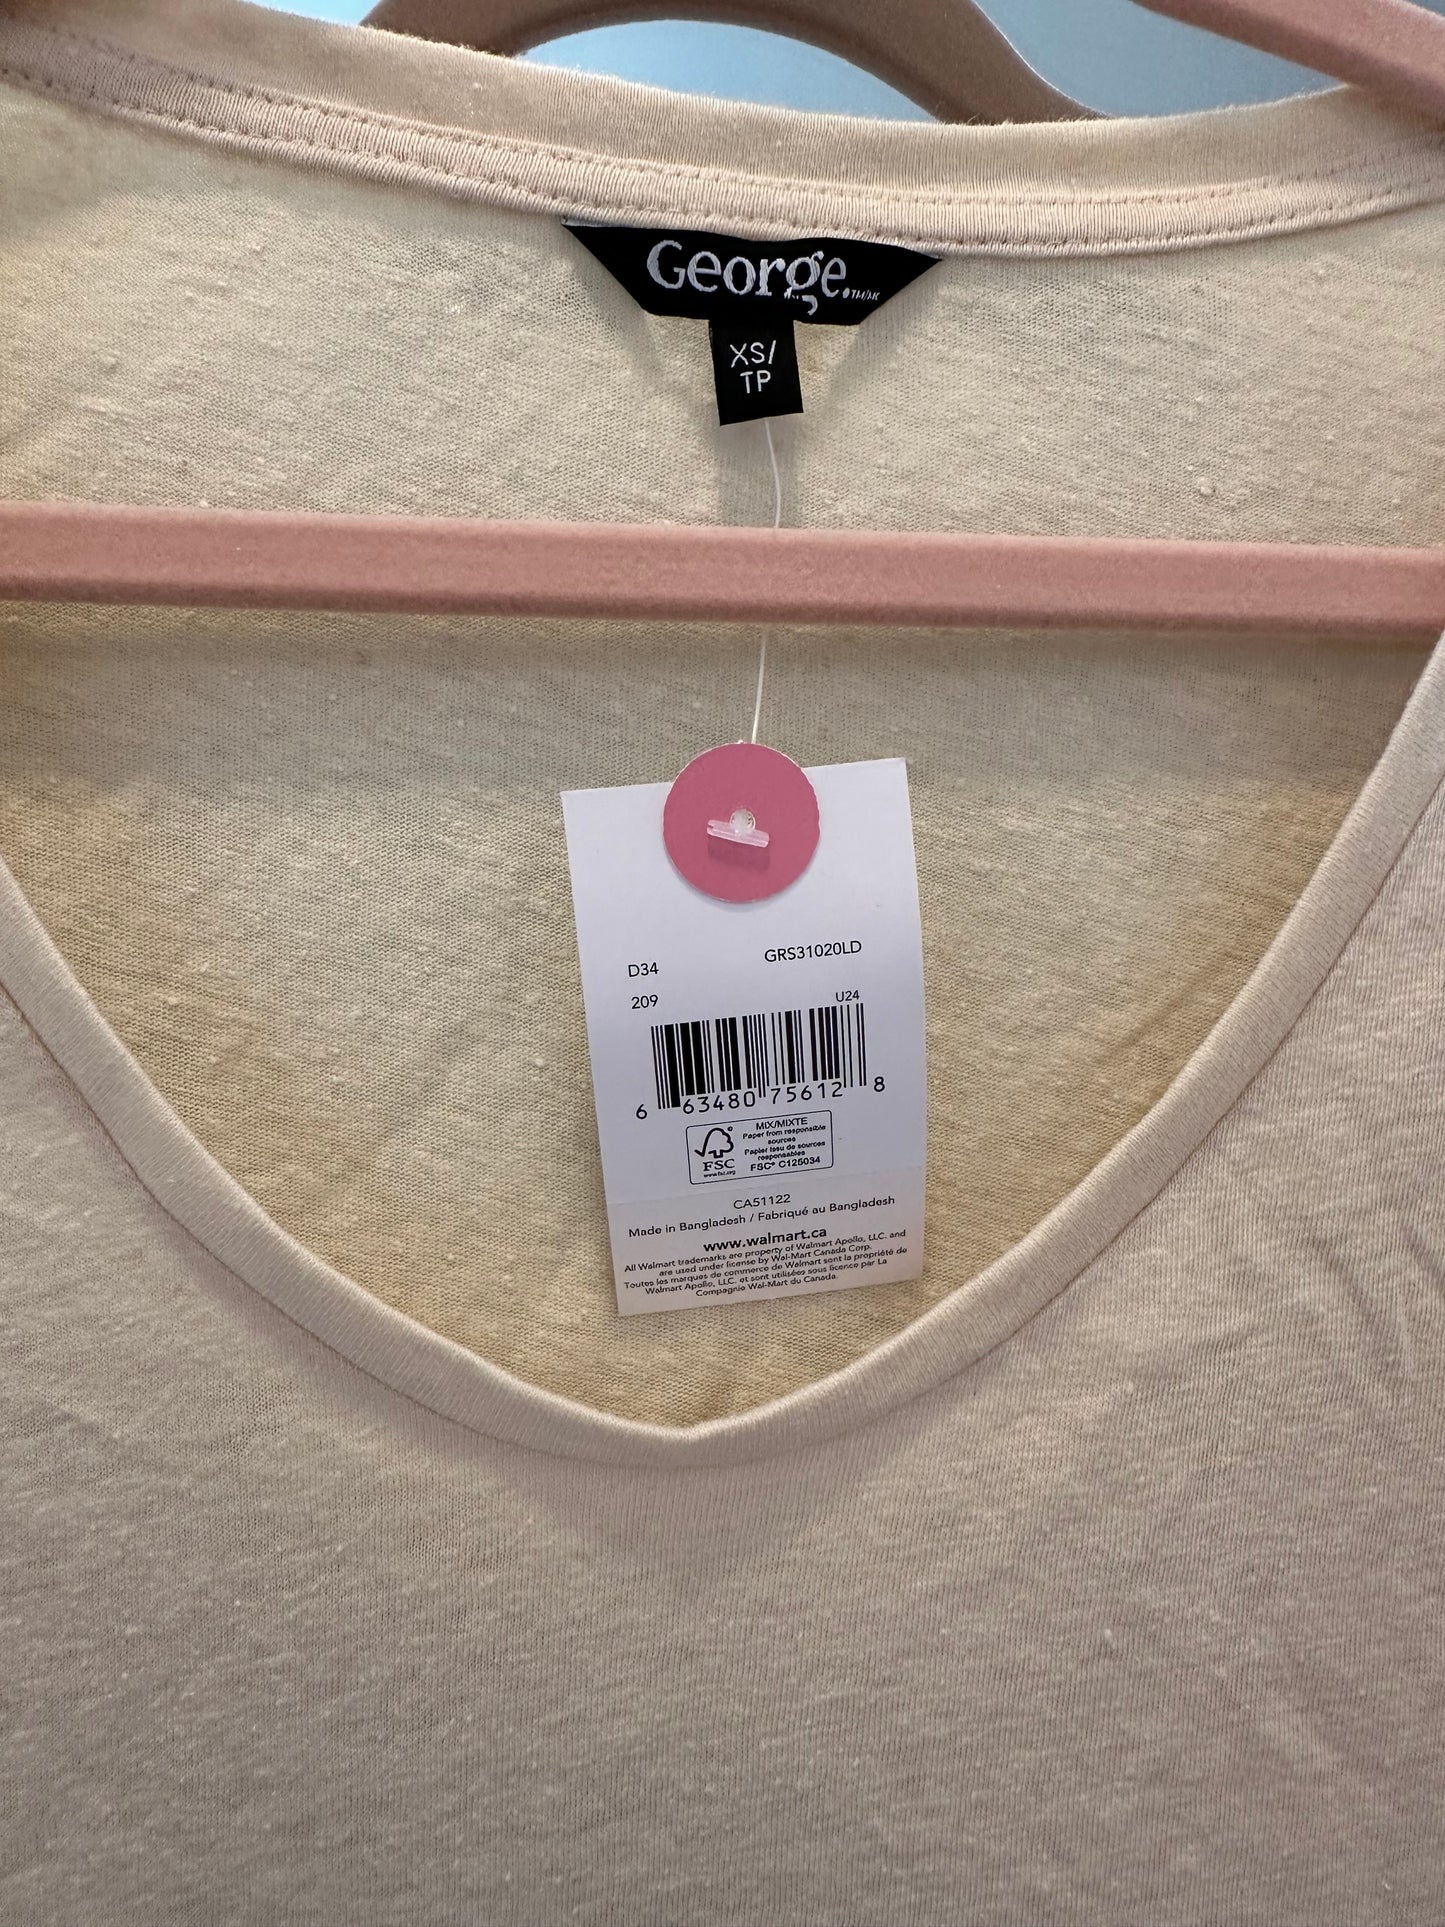 George.TM/MC
XS/
TP
D34
GRS31020LD
209
U24
6 63480 75612 8
FSC
www.fsc.org
MIX/MIXTE
Paper from responsible
sources
Papier issu de sources
responsables
FSC® C125034
CA51122
Made in Bangladesh / Fabriqué au Bangladesh
www.walmart.ca
All Walmart trademarks are property of Walmart Apollo, LLC. and
are used under license by Wal-Mart Canada Corp.
Toutes les marques de commerce de Walmart sont la propriété de
Walmart Apollo, LLC. et sont utilisées sous licence par La
Compagnie Wal-Mart du Canada.